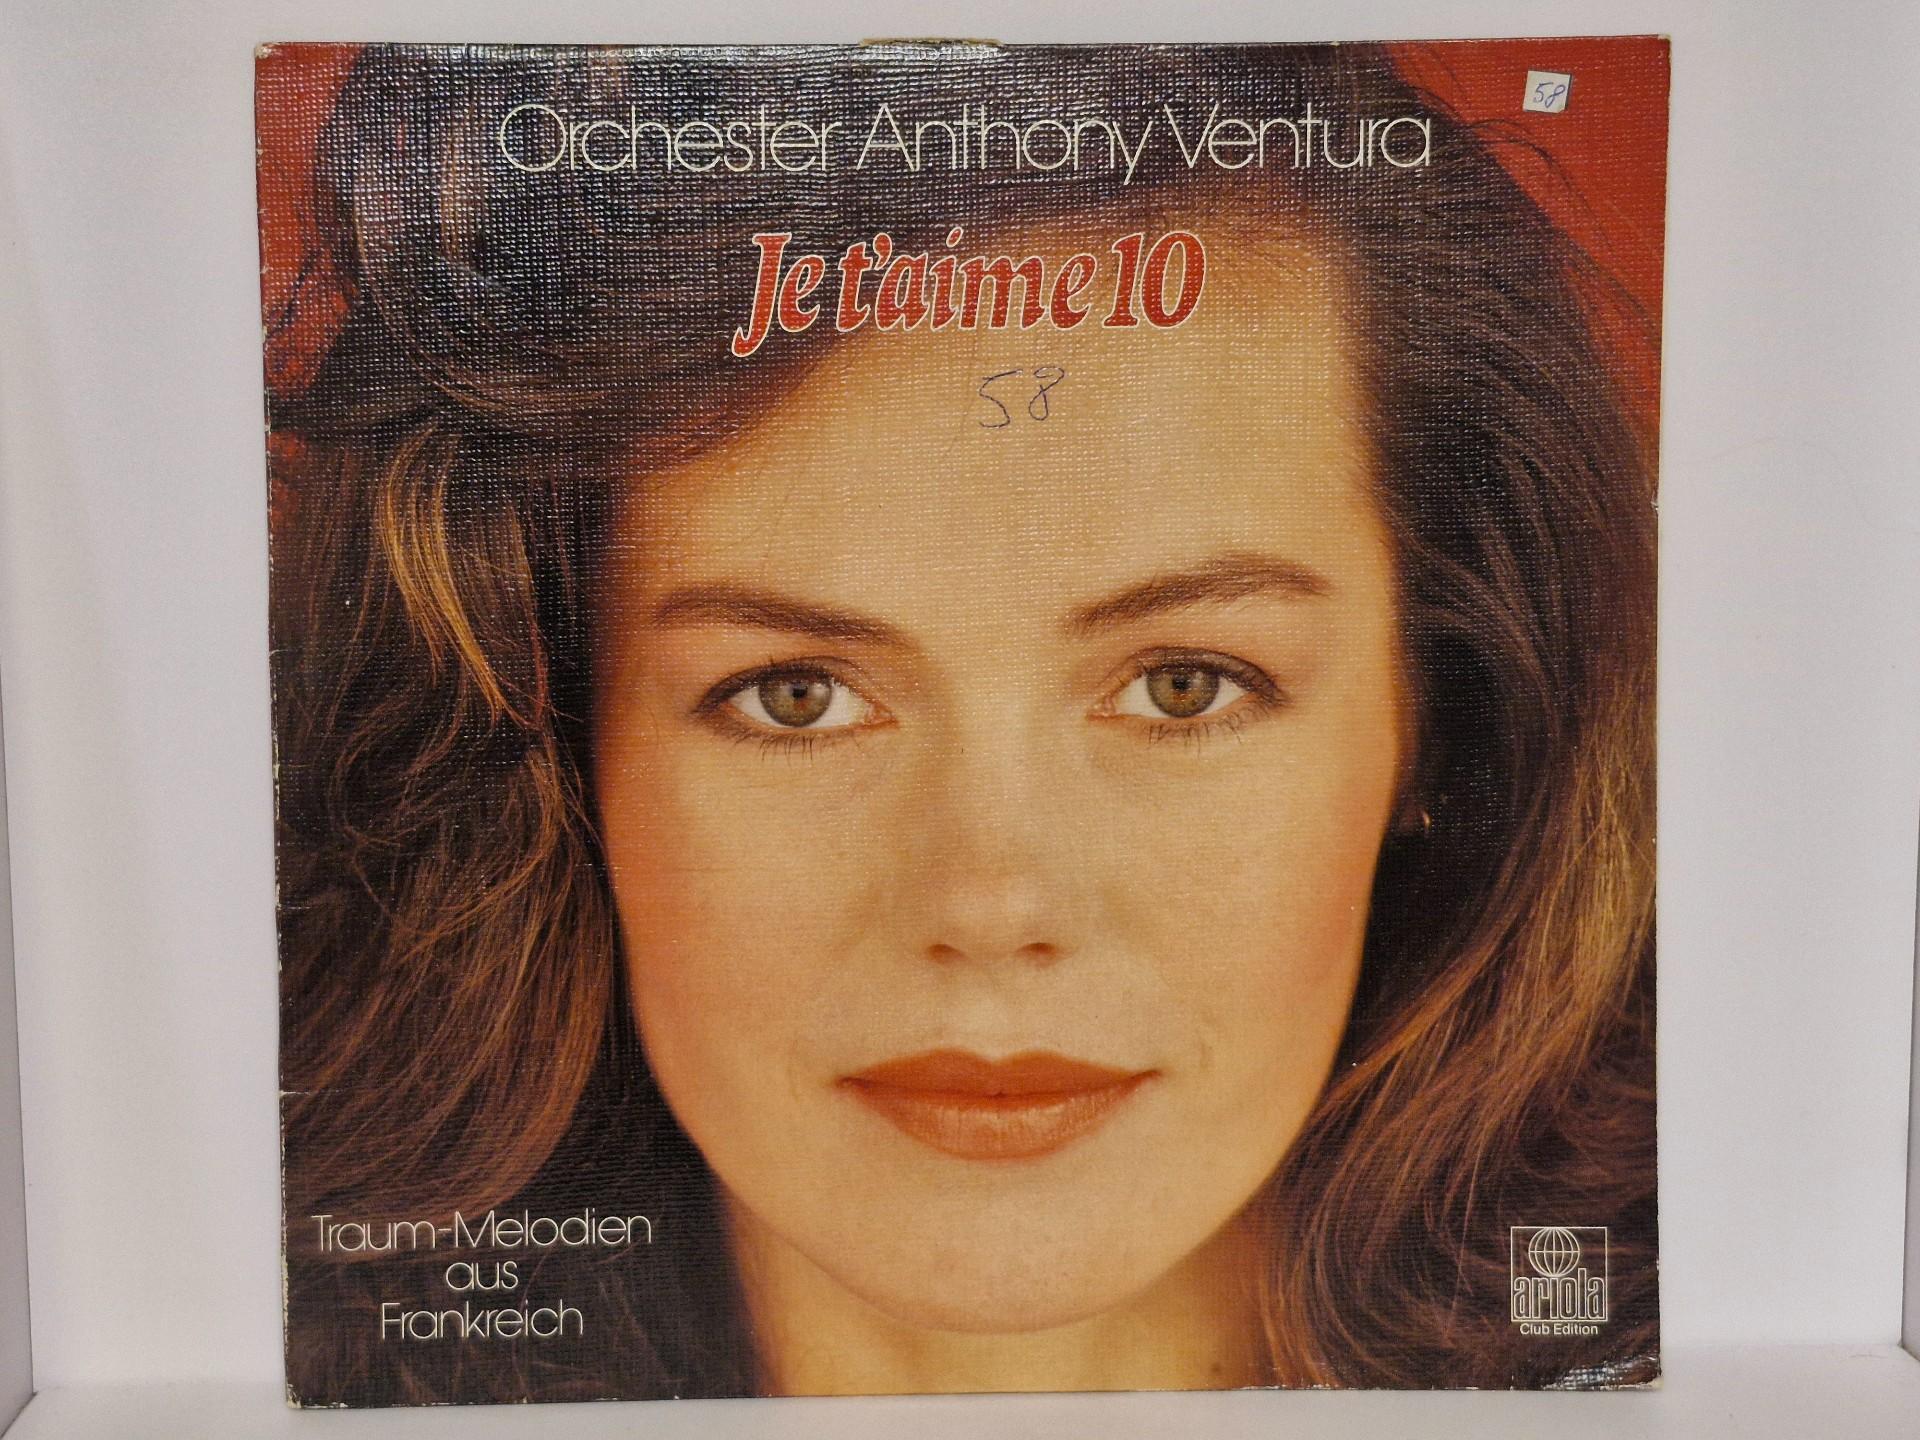 58
Orchester Anthony Ventura
Je t'aime 10
58
Traum-Melodien
aus
Frankreich
ariola
Club Edition